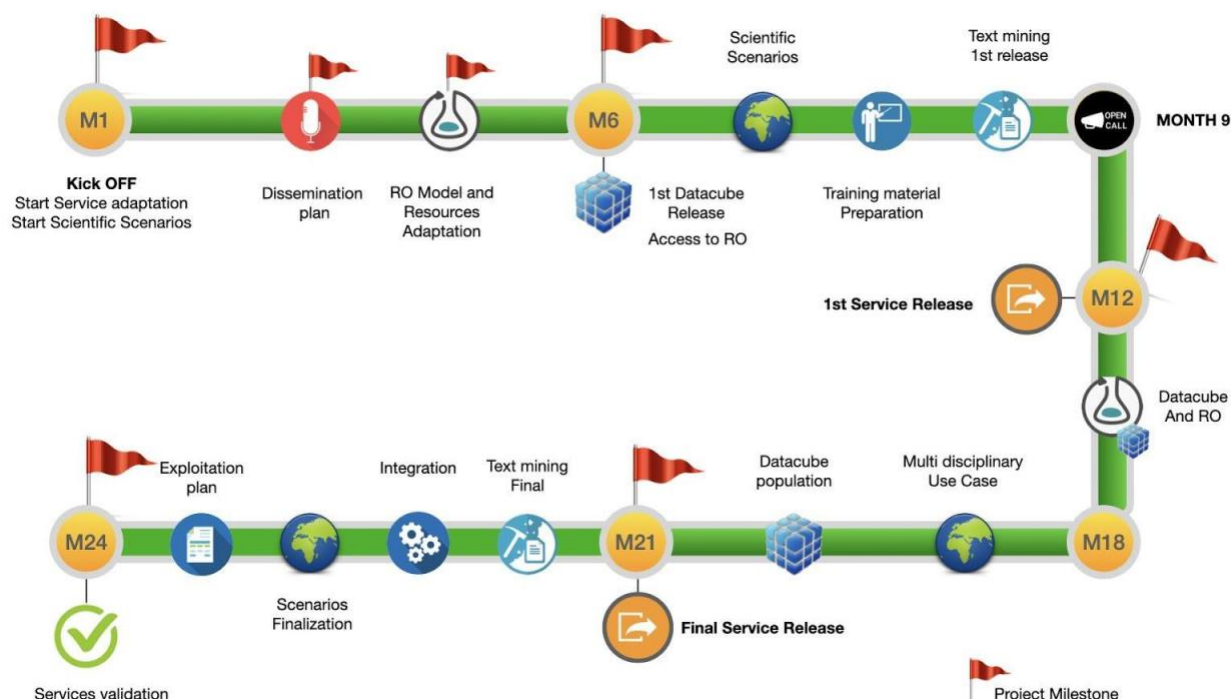 M1
Kick OFF
Start Service adaptation
Start Scientific Scenarios
Dissemination
plan
RO Model and
Resources
Adaptation
M6
1st Datacube
Release
Access to RO
Scientific
Scenarios
Training material
Preparation
Text mining
1st release
OPEN
CALL
MONTH 9
M12
1st Service Release
Datacube
And RO
M18
Multi disciplinary
Use Case
Datacube
population
M21
Final Service Release
Text mining
Final
Integration
Scenarios
Finalization
Exploitation
plan
M24
Services validation
Project Milestone